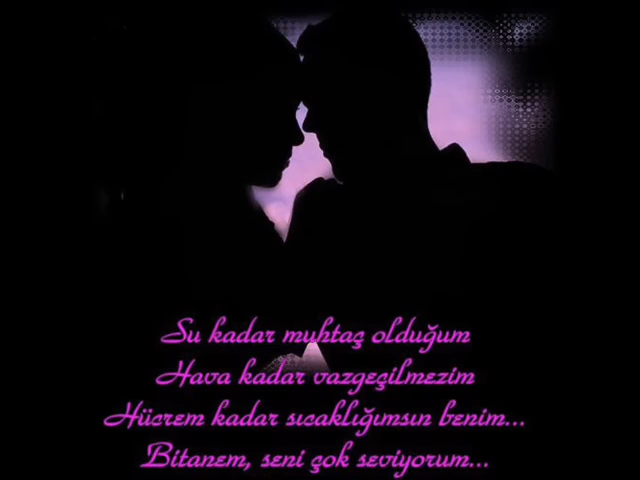 Su kadar muhtaç olduğum
Hava kadar vazgeçilmezim
Hücrem kadar sıcaklığımsın benim...
Bitanem, seni çok seviyorum...